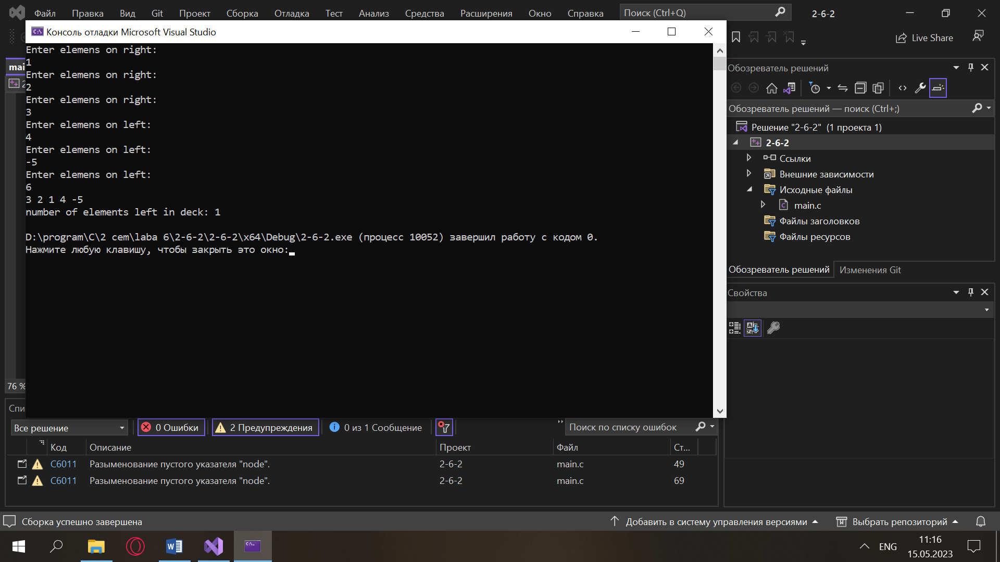 Файл Правка Вид Git Проект Сборка Отладка Тест Анализ Средства Расширения Окно Справка Поиск (Ctrl+Q) 2-6-2
Консоль отладки Microsoft Visual Studio
Live Share
Enter elemens on right:
1
Enter elemens on right:
2
Enter elemens on right:
3
Enter elemens on left:
4
Enter elemens on left:
-5
Enter elemens on left:
6
3 2 1 4 -5
number of elements left in deck: 1
D:\program\C\2 cem\laba 6\2-6-2\2-6-2\x64\Debug\2-6-2.exe (процесс 10052) завершил работу с кодом 0.
Нажмите любую клавишу, чтобы закрыть это окно:
mai
2
76 %
Обозреватель решений
Обозреватель решений — поиск (Ctrl+;)
Решение "2-6-2" (1 проекта 1)
2-6-2
Ссылки
Внешние зависимости
Исходные файлы
main.c
Файлы заголовков
Файлы ресурсов
Обозреватель решений Изменения Git
Свойства
Спи
Все решение 0 Ошибки 2 Предупреждения 0 из 1 Сообщение Поиск по списку ошибок
Код Описание Проект Файл Ст...
C6011 Разыменование пустого указателя "node". 2-6-2 main.c 49
C6011 Разыменование пустого указателя "node". 2-6-2 main.c 69
Сборка успешно завершена Добавить в систему управления версиями Выбрать репозиторий
ENG
11:16
15.05.2023